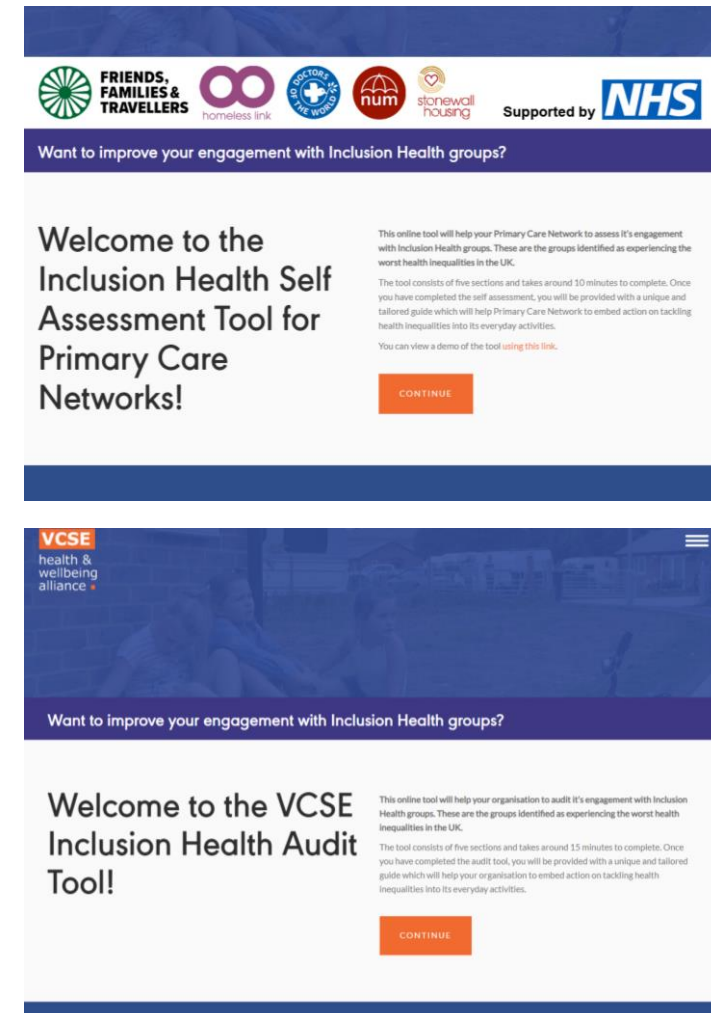 FRIENDS,
FAMILIES &
TRAVELLERS
homeless link
DOCTORS
OF THE WORLD
num
stonewall
housing
Supported by NHS
Want to improve your engagement with Inclusion Health groups?
Welcome to the
Inclusion Health Self
Assessment Tool for
Primary Care
Networks!
This online tool will help your Primary Care Network to assess it's engagement
with Inclusion Health groups. These are the groups identified as experiencing the
worst health inequalities in the UK.
The tool consists of five sections and takes around 10 minutes to complete. Once
you have completed the self assessment, you will be provided with a unique and
tailored guide which will help Primary Care Network to embed action on tackling
health inequalities into its everyday activities.
You can view a demo of the tool using this link.
CONTINUE
VCSE
health &
wellbeing
alliance
Want to improve your engagement with Inclusion Health groups?
Welcome to the VCSE
Inclusion Health Audit
Tool!
This online tool will help your organisation to audit it's engagement with Inclusion
Health groups. These are the groups identified as experiencing the worst health
inequalities in the UK.
The tool consists of five sections and takes around 15 minutes to complete. Once
you have completed the audit tool, you will be provided with a unique and tailored
guide which will help your organisation to embed action on tackling health
inequalities into its everyday activities.
CONTINUE